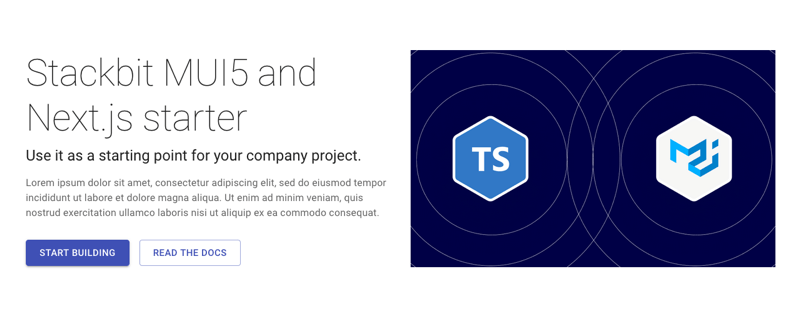 Stackbit MUI5 and
Next.js starter
Use it as a starting point for your company project.
Lorem ipsum dolor sit amet, consectetur adipiscing elit, sed do eiusmod tempor
incididunt ut labore et dolore magna aliqua. Ut enim ad minim veniam, quis
nostrud exercitation ullamco laboris nisi ut aliquip ex ea commodo consequat.
START BUILDING
READ THE DOCS
TS